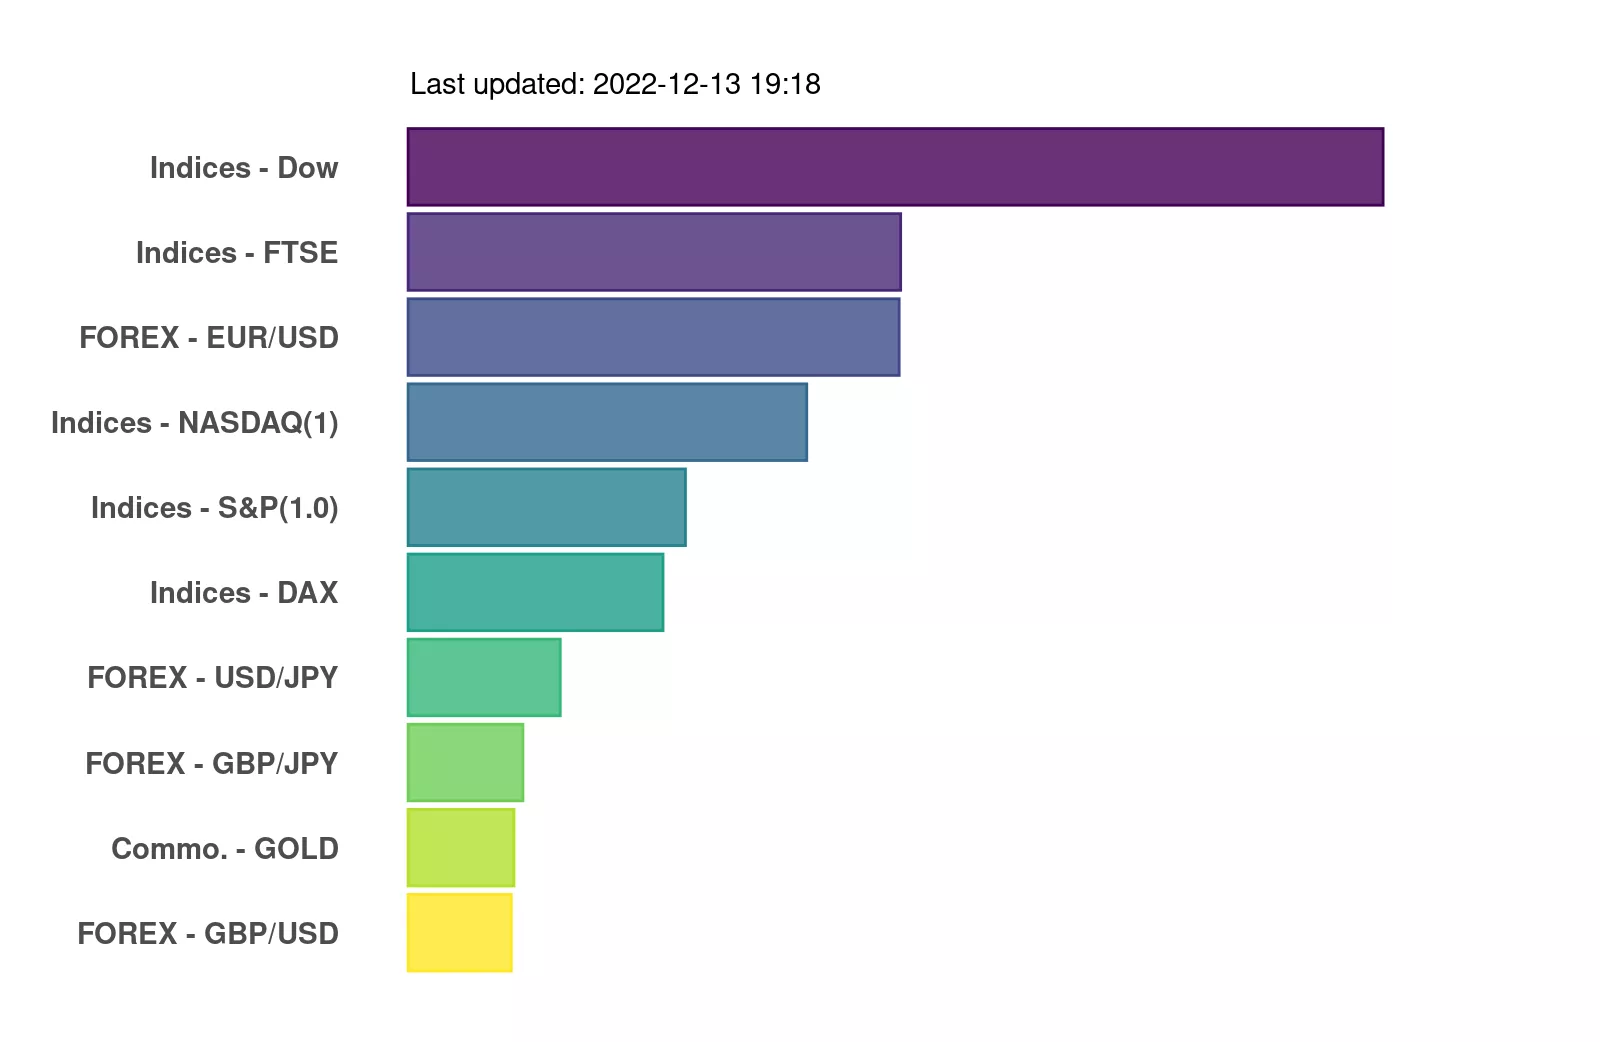 Last updated: 2022-12-13 19:18
Indices - Dow
Indices - FTSE
FOREX - EUR/USD
Indices - NASDAQ(1)
Indices - S&P(1.0)
Indices - DAX
FOREX - USD/JPY
FOREX - GBP/JPY
Commo. - GOLD
FOREX - GBP/USD